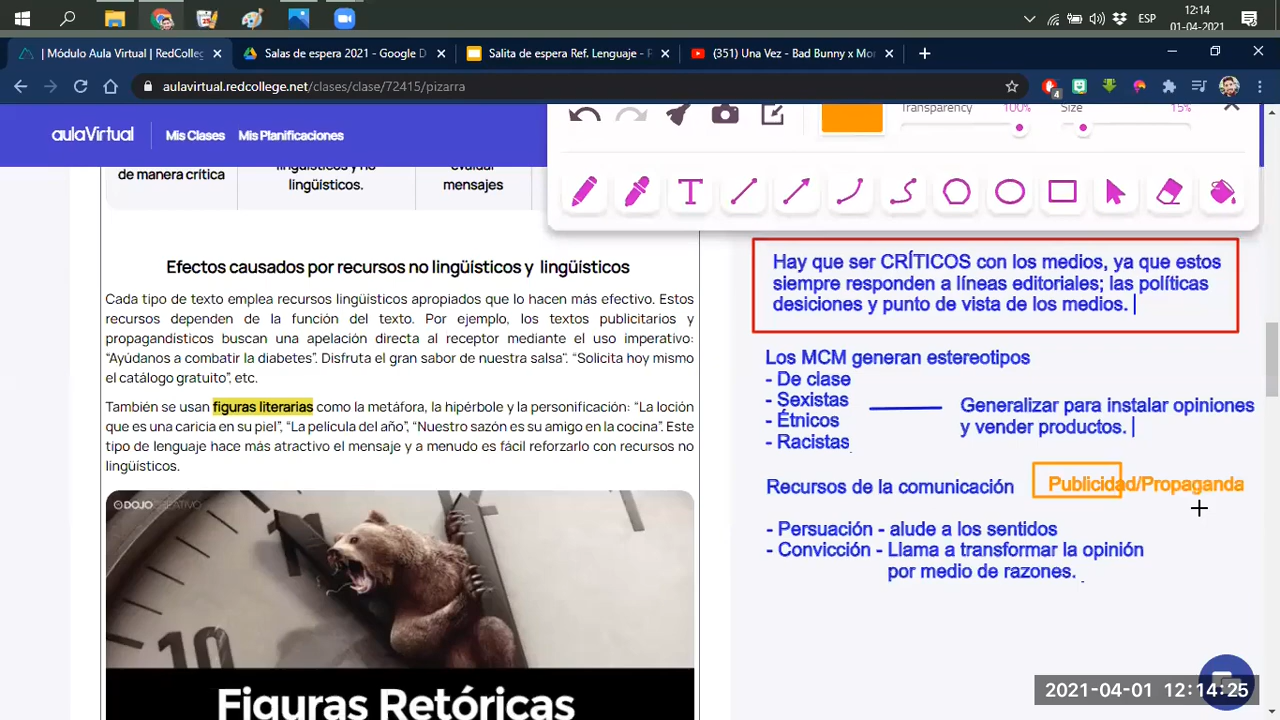 12:14
ESP
01-04-2021
| Módulo Aula Virtual | RedColleg
Salas de espera 2021 - Google D
Salita de espera Ref. Lenguaje - P
(351) Una Vez - Bad Bunny x Mor
aulavirtual.redcollege.net/clases/clase/72415/pizarra
4
aulaVirtual
Mis Clases
Mis Planificaciones
Transparency 100%
Size 15%
de manera crítica
lingüísticos y no
lingüísticos.
evaluar
mensajes
Efectos causados por recursos no lingüísticos y lingüísticos
Cada tipo de texto emplea recursos lingüísticos apropiados que lo hacen más efectivo. Estos
recursos dependen de la función del texto. Por ejemplo, los textos publicitarios y
propagandísticos buscan una apelación directa al receptor mediante el uso imperativo:
“Ayúdanos a combatir la diabetes”. Disfruta el gran sabor de nuestra salsa”. “Solicita hoy mismo
el catálogo gratuito”. etc.
También se usan figuras literarias como la metáfora, la hipérbole y la personificación: “La loción
que es una caricia en su piel”, “La película del año”, “Nuestro sazón es su amigo en la cocina”. Este
tipo de lenguaje hace más atractivo el mensaje y a menudo es fácil reforzarlo con recursos no
lingüísticos.
DOJOCREATIVO
10
Figuras Retóricas
Hay que ser CRÍTICOS con los medios, ya que estos
siempre responden a líneas editoriales; las políticas
desiciones y punto de vista de los medios.
Los MCM generan estereotipos
- De clase
- Sexistas
- Étnicos
- Racistas
Generalizar para instalar opiniones
y vender productos.
Recursos de la comunicación
Publicidad/Propaganda
- Persuación - alude a los sentidos
- Convicción - Llama a transformar la opinión
por medio de razones.
2021-04-01 12:14:25